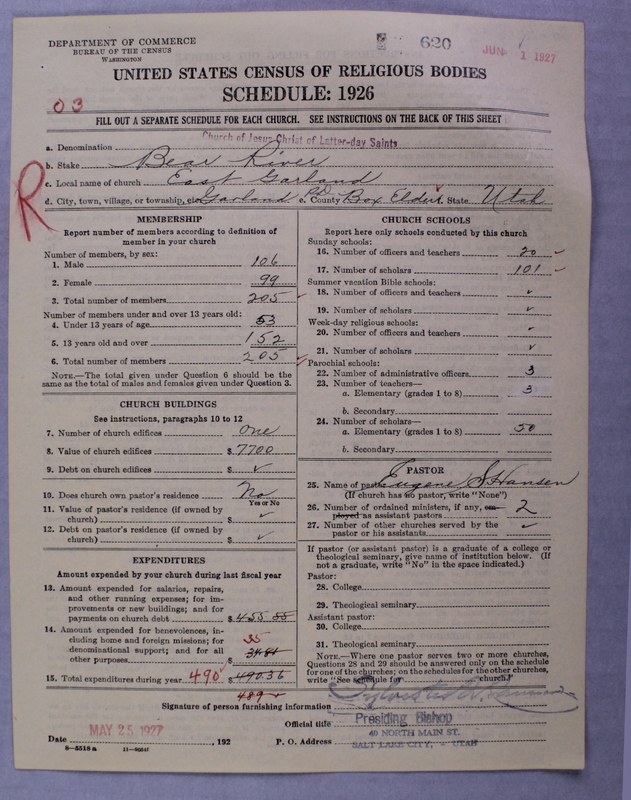 DEPARTMENT OF COMMERCE
BUREAU OF THE CENSUS
WASHINGTON
620
JUN 1 1927
UNITED STATES CENSUS OF RELIGIOUS BODIES
SCHEDULE: 1926
03
FILL OUT A SEPARATE SCHEDULE FOR EACH CHURCH. SEE INSTRUCTIONS ON THE BACK OF THIS SHEET
R
a. Denomination Church of Jesus Christ of Latter-day Saints
b. Stake Bear River
c. Local name of church East Garland
d. City, town, village, or township, etc. Garland e. County Box Elder State Utah
MEMBERSHIP
Report number of members according to definition of
member in your church
Number of members, by sex:
1. Male 106
2. Female 99
3. Total number of members 205
Number of members under and over 13 years old:
4. Under 13 years of age 53
5. 13 years old and over 152
6. Total number of members 205
NOTE.—The total given under Question 6 should be the
same as the total of males and females given under Question 3.
CHURCH BUILDINGS
See instructions, paragraphs 10 to 12
7. Number of church edifices One
8. Value of church edifices $7700
9. Debt on church edifices $ ✓
10. Does church own pastor's residence No
Yes or No
11. Value of pastor's residence (if owned by
church) $ ✓
12. Debt on pastor's residence (if owned by
church) $ ✓
EXPENDITURES
Amount expended by your church during last fiscal year
13. Amount expended for salaries, repairs,
and other running expenses; for im-
provements or new buildings; and for
payments on church debt $455.55
14. Amount expended for benevolences, in-
cluding home and foreign missions; for
denominational support; and for all
other purposes $ 35
15. Total expenditures during year 490 $490.36
489
CHURCH SCHOOLS
Report here only schools conducted by this church
Sunday schools:
16. Number of officers and teachers 20 ✓
17. Number of scholars 101 ✓
Summer vacation Bible schools:
18. Number of officers and teachers ✓
19. Number of scholars ✓
Week-day religious schools:
20. Number of officers and teachers ✓
21. Number of scholars ✓
Parochial schools:
22. Number of administrative officers 3
23. Number of teachers—
a. Elementary (grades 1 to 8) 3
b. Secondary
24. Number of scholars—
a. Elementary (grades 1 to 8) 50
b. Secondary
PASTOR
25. Name of pastor Eugene S. Hansen
(If church has no pastor, write "None")
26. Number of ordained ministers, if any, em-
ployed as assistant pastors 2
27. Number of other churches served by the
pastor or his assistants ✓
If pastor (or assistant pastor) is a graduate of a college or
theological seminary, give name of institution below. (If
not a graduate, write "No" in the space indicated.)
Pastor:
28. College
29. Theological seminary
Assistant pastor:
30. College
31. Theological seminary
NOTE.—Where one pastor serves two or more churches,
Questions 28 and 29 should be answered only on the schedule
for one of the churches; on the schedules for the other churches,
write "See schedule for church."
Signature of person furnishing information
Official title Presiding Bishop
Date MAY 25 1927, 192 P. O. Address 40 NORTH MAIN ST.
SALT LAKE CITY, UTAH
8—5518 a